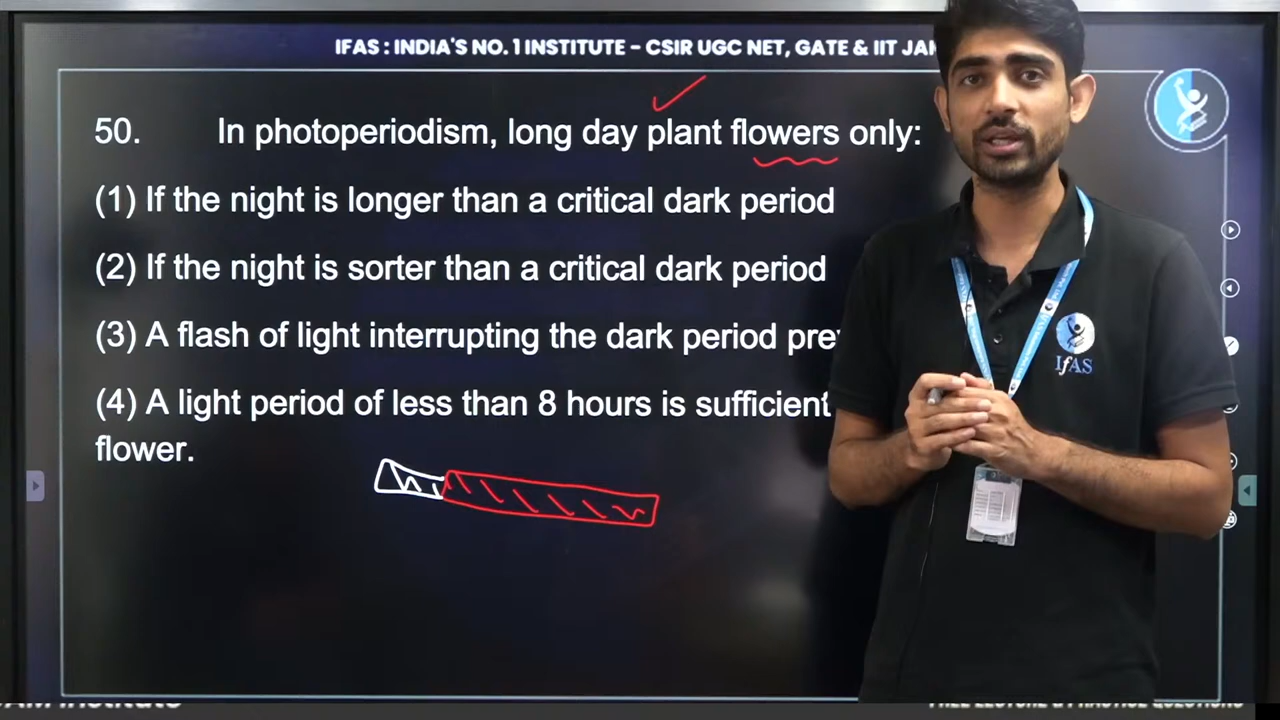 IFAS : INDIA'S NO. 1 INSTITUTE - CSIR UGC NET, GATE & IIT
50. In photoperiodism, long day plant flowers only:
(1) If the night is longer than a critical dark period
(2) If the night is sorter than a critical dark period
(3) A flash of light interrupting the dark period
(4) A light period of less than 8 hours is sufficient
flower.
IfAS